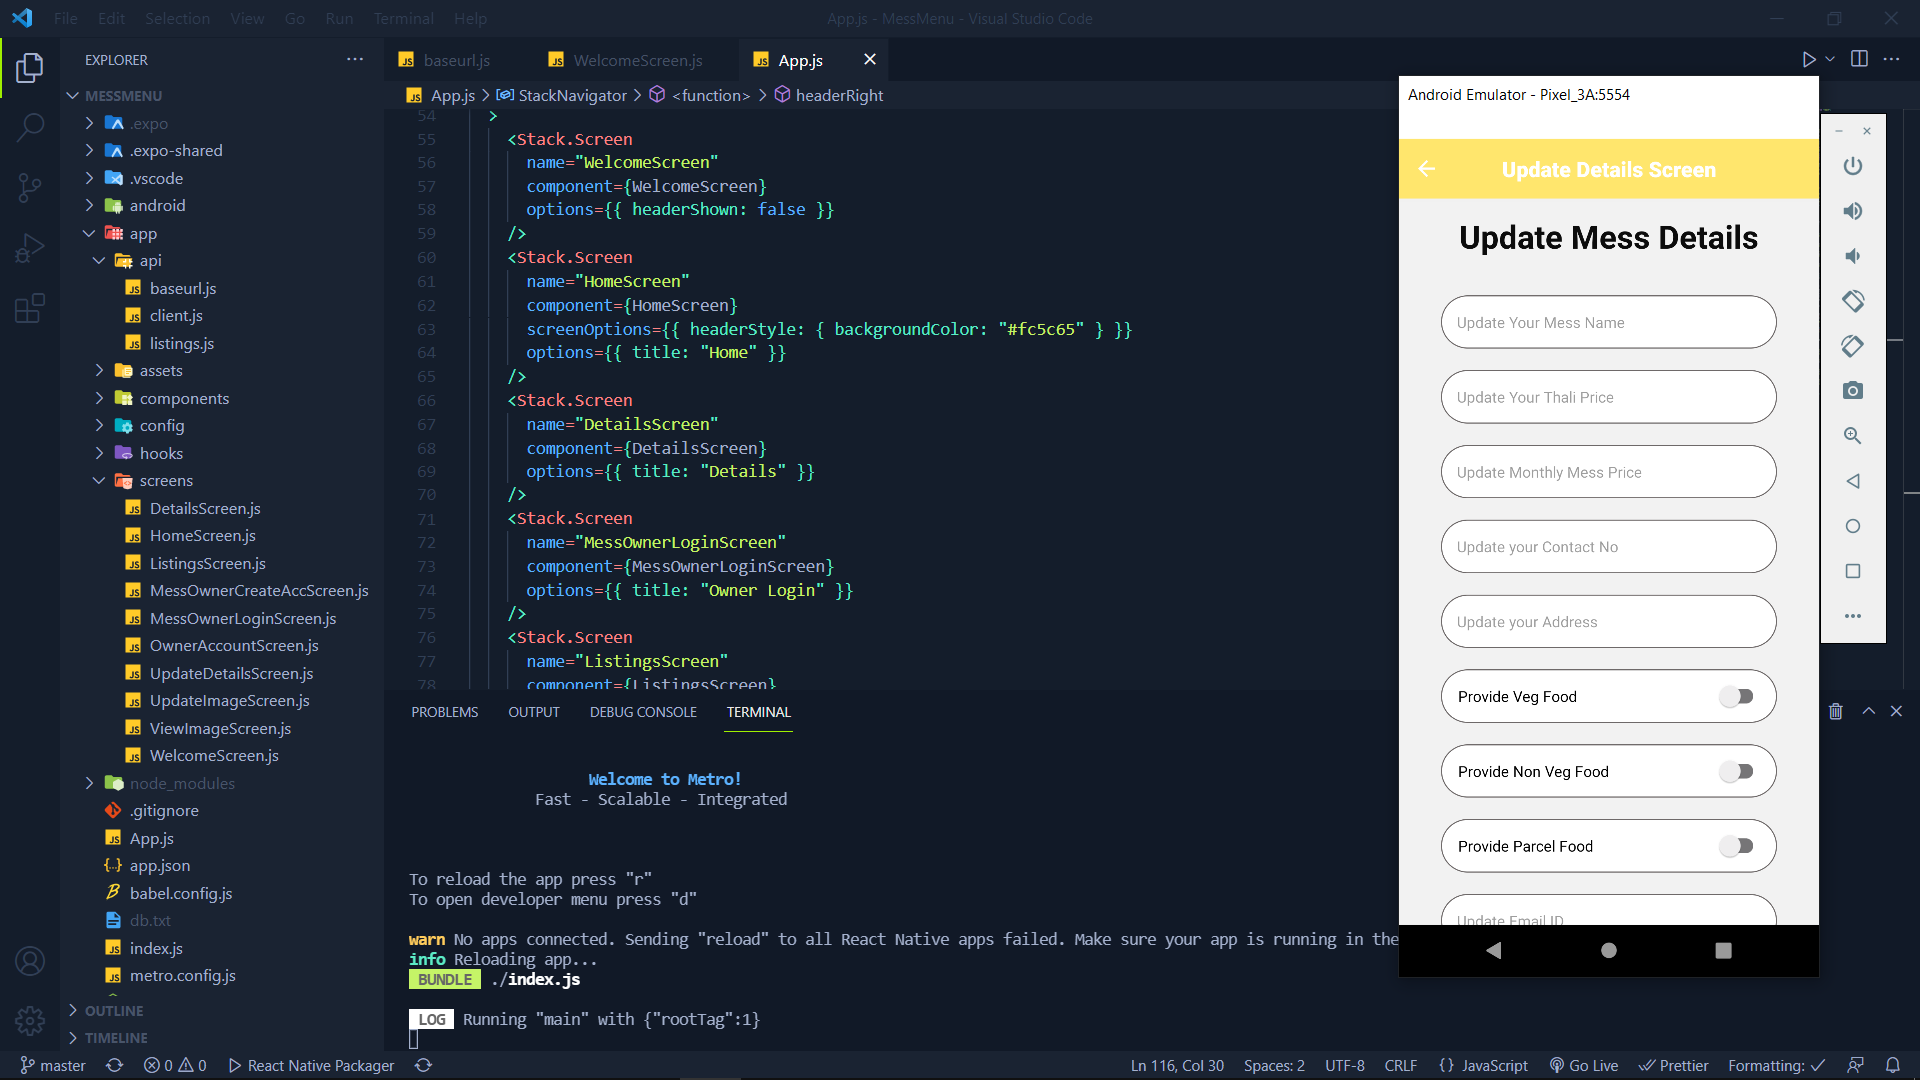 File Edit Selection View Go Run Terminal Help
App.js - MessMenu - Visual Studio Code
EXPLORER
MESSMENU
.expo
.expo-shared
.vscode
android
app
api
baseurl.js
client.js
listings.js
assets
components
config
hooks
screens
DetailsScreen.js
HomeScreen.js
ListingsScreen.js
MessOwnerCreateAccScreen.js
MessOwnerLoginScreen.js
OwnerAccountScreen.js
UpdateDetailsScreen.js
UpdateImageScreen.js
ViewImageScreen.js
WelcomeScreen.js
node_modules
.gitignore
App.js
app.json
babel.config.js
db.txt
index.js
metro.config.js
OUTLINE
TIMELINE
baseurl.js WelcomeScreen.js App.js
App.js > StackNavigator > <function> > headerRight
54 >
55 <Stack.Screen
56 name="WelcomeScreen"
57 component={WelcomeScreen}
58 options={{ headerShown: false }}
59 />
60 <Stack.Screen
61 name="HomeScreen"
62 component={HomeScreen}
63 screenOptions={{ headerStyle: { backgroundColor: "#fc5c65" } }}
64 options={{ title: "Home" }}
65 />
66 <Stack.Screen
67 name="DetailsScreen"
68 component={DetailsScreen}
69 options={{ title: "Details" }}
70 />
71 <Stack.Screen
72 name="MessOwnerLoginScreen"
73 component={MessOwnerLoginScreen}
74 options={{ title: "Owner Login" }}
75 />
76 <Stack.Screen
77 name="ListingsScreen"
78 component={ListingsScreen}
PROBLEMS OUTPUT DEBUG CONSOLE TERMINAL
Welcome to Metro!
Fast - Scalable - Integrated
To reload the app press "r"
To open developer menu press "d"
warn No apps connected. Sending "reload" to all React Native apps failed. Make sure your app is running in the
info Reloading app...
BUNDLE ./index.js
LOG Running "main" with {"rootTag":1}
Android Emulator - Pixel_3A:5554
Update Details Screen
Update Mess Details
Update Your Mess Name
Update Your Thali Price
Update Monthly Mess Price
Update your Contact No
Update your Address
Provide Veg Food
Provide Non Veg Food
Provide Parcel Food
Update Email ID
master 0 0 React Native Packager Ln 116, Col 30 Spaces: 2 UTF-8 CRLF {} JavaScript Go Live Prettier Formatting: